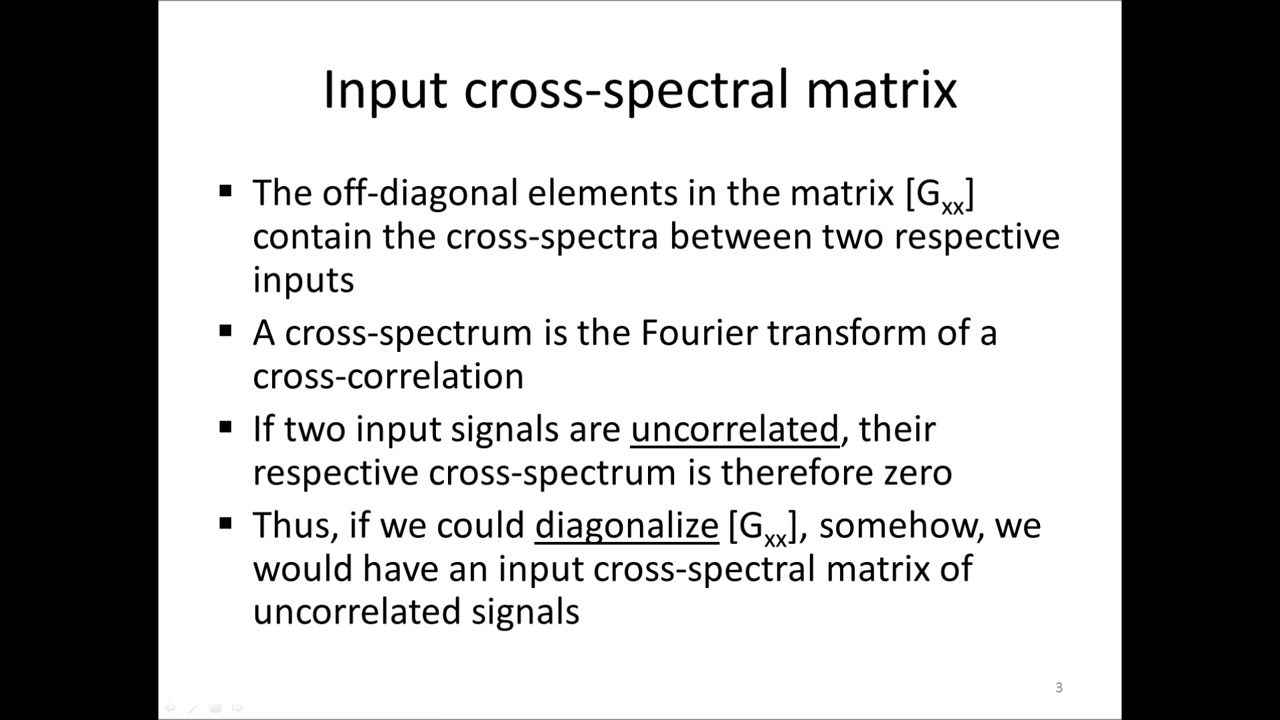 Input cross-spectral matrix
▪ The off-diagonal elements in the matrix [Gxx]
contain the cross-spectra between two respective
inputs
▪ A cross-spectrum is the Fourier transform of a
cross-correlation
▪ If two input signals are uncorrelated, their
respective cross-spectrum is therefore zero
▪ Thus, if we could diagonalize [Gxx], somehow, we
would have an input cross-spectral matrix of
uncorrelated signals
3